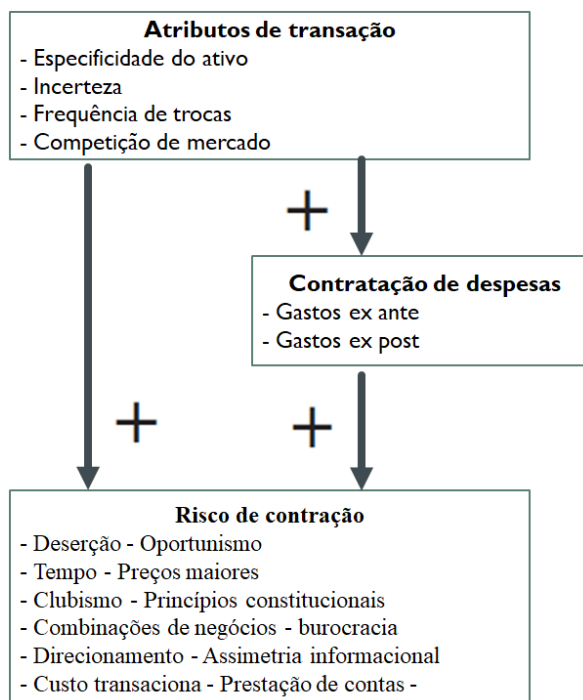 Atributos de transação
- Especificidade do ativo
- Incerteza
- Frequência de trocas
- Competição de mercado
+
Contratação de despesas
- Gastos ex ante
- Gastos ex post
+
+
Risco de contração
- Deserção - Oportunismo
- Tempo - Preços maiores
- Clubismo - Princípios constitucionais
- Combinações de negócios - burocracia
- Direcionamento - Assimetria informacional
- Custo transaciona - Prestação de contas -